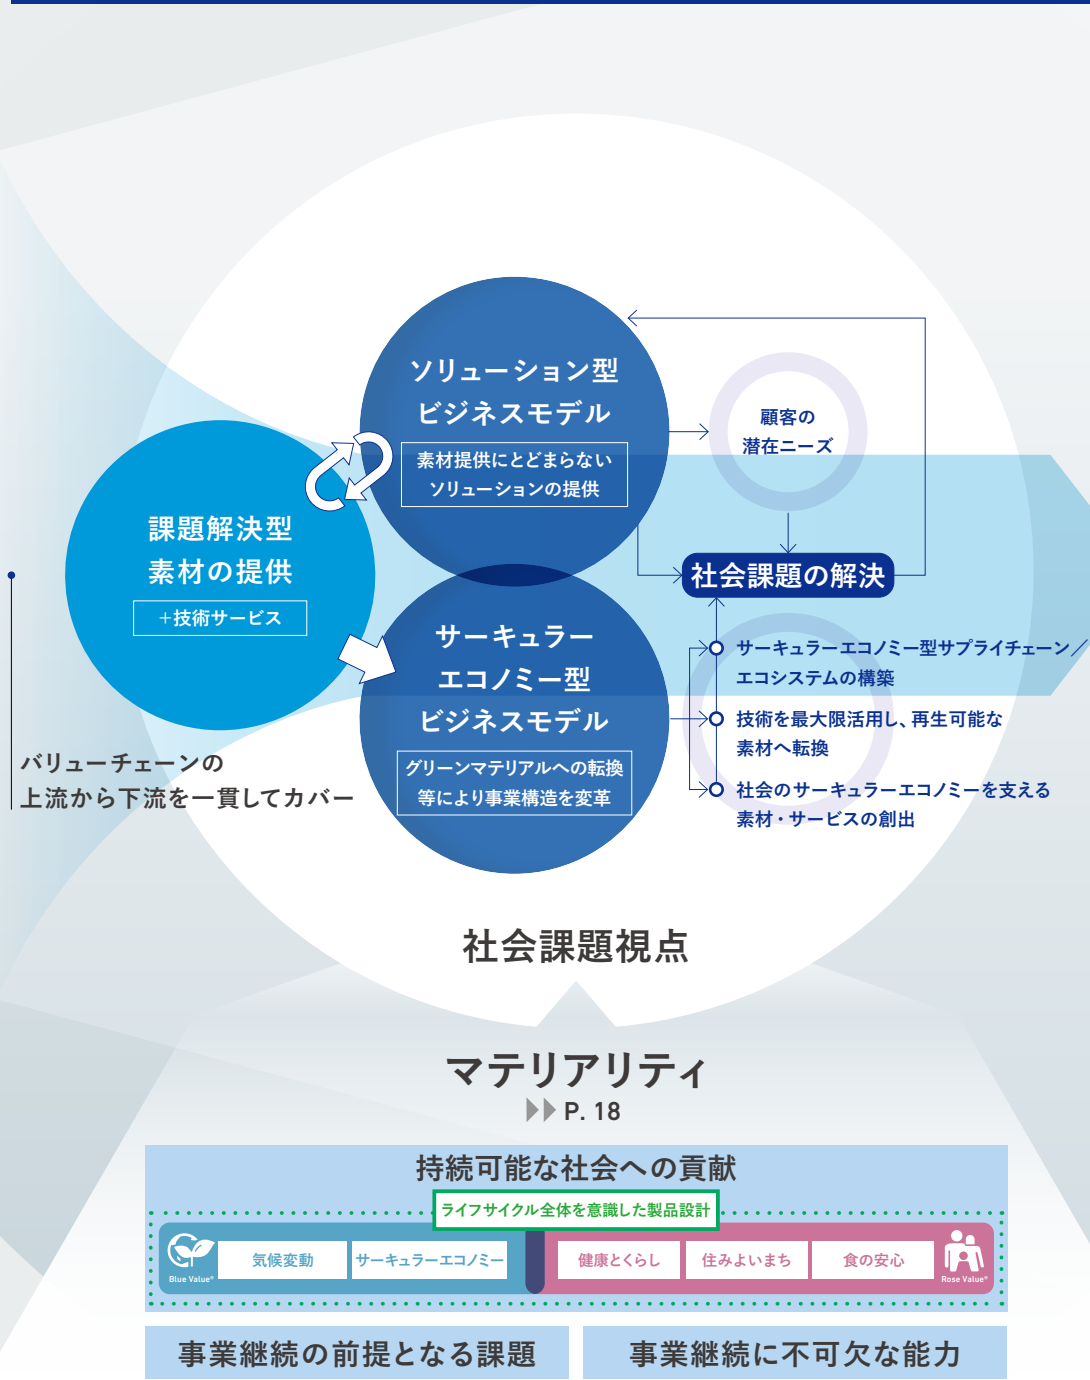 ソリューション型
ビジネスモデル
素材提供にとどまらない
ソリューションの提供
顧客の
潜在ニーズ
課題解決型
素材の提供
＋技術サービス
社会課題の解決
サーキュラー
エコノミー型
ビジネスモデル
グリーンマテリアルへの転換
等により事業構造を変革
サーキュラーエコノミー型サプライチェーン／
エコシステムの構築
技術を最大限活用し、再生可能な
素材へ転換
社会のサーキュラーエコノミーを支える
素材・サービスの創出
バリューチェーンの
上流から下流を一貫してカバー
社会課題視点
マテリアリティ
P. 18
持続可能な社会への貢献
ライフサイクル全体を意識した製品設計
Blue Value®
気候変動
サーキュラーエコノミー
健康とくらし
住みよいまち
食の安心
Rose Value®
事業継続の前提となる課題
事業継続に不可欠な能力